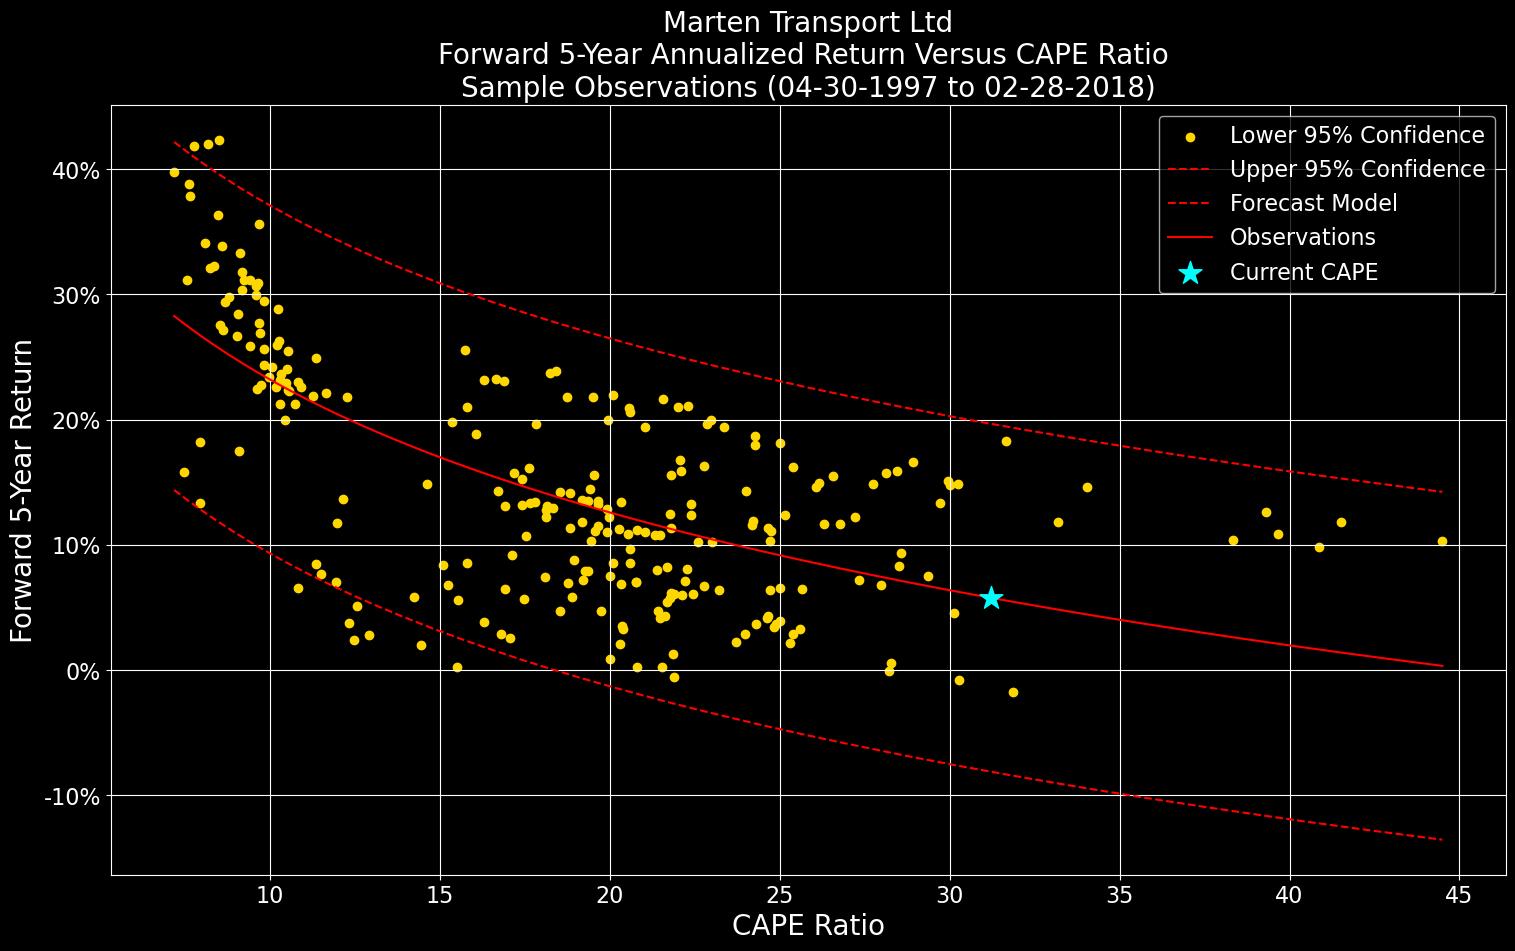 Marten Transport Ltd
Forward 5-Year Annualized Return Versus CAPE Ratio
Sample Observations (04-30-1997 to 02-28-2018)
Lower 95% Confidence
Upper 95% Confidence
Forecast Model
Observations
Current CAPE
Forward 5-Year Return
40%
30%
20%
10%
0%
-10%
10 15 20 25 30 35 40 45
CAPE Ratio